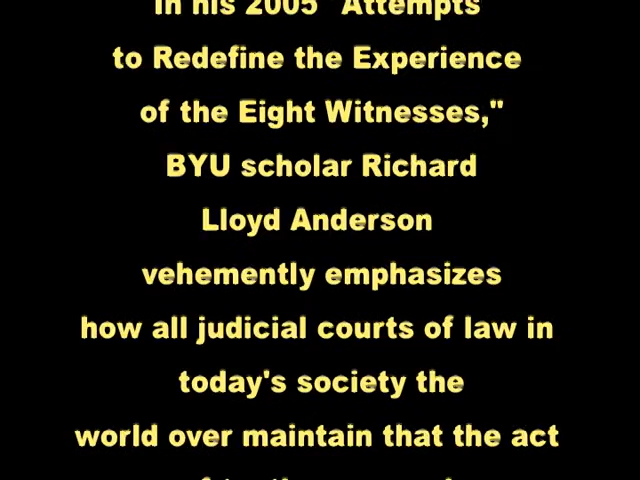 In his 2005 "Attempts
to Redefine the Experience
of the Eight Witnesses,"
BYU scholar Richard
Lloyd Anderson
vehemently emphasizes
how all judicial courts of law in
today's society the
world over maintain that the act